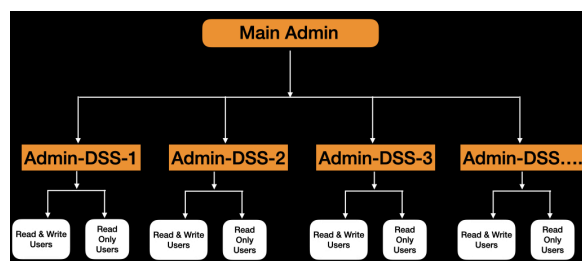 Main Admin
Admin-DSS-1
Admin-DSS-2
Admin-DSS-3
Admin-DSS....
Read & Write
Users
Read
Only
Users
Read & Write
Users
Read
Only
Users
Read & Write
Users
Read
Only
Users
Read & Write
Users
Read
Only
Users